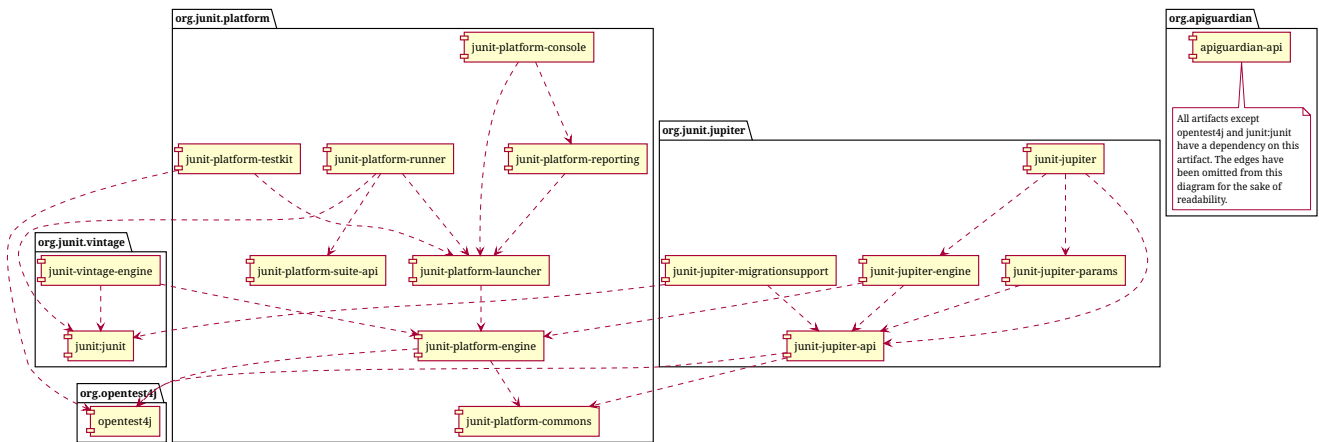 org.junit.platform
junit-platform-console
junit-platform-testkit
junit-platform-runner
junit-platform-reporting
junit-platform-suite-api
junit-platform-launcher
junit-platform-engine
junit-platform-commons
org.junit.vintage
junit-vintage-engine
junit:junit
org.opentest4j
opentest4j
org.junit.jupiter
junit-jupiter
junit-jupiter-migrationsupport
junit-jupiter-engine
junit-jupiter-params
junit-jupiter-api
org.apiguardian
apiguardian-api
All artifacts except
opentest4j and junit:junit
have a dependency on this
artifact. The edges have
been omitted from this
diagram for the sake of
readability.